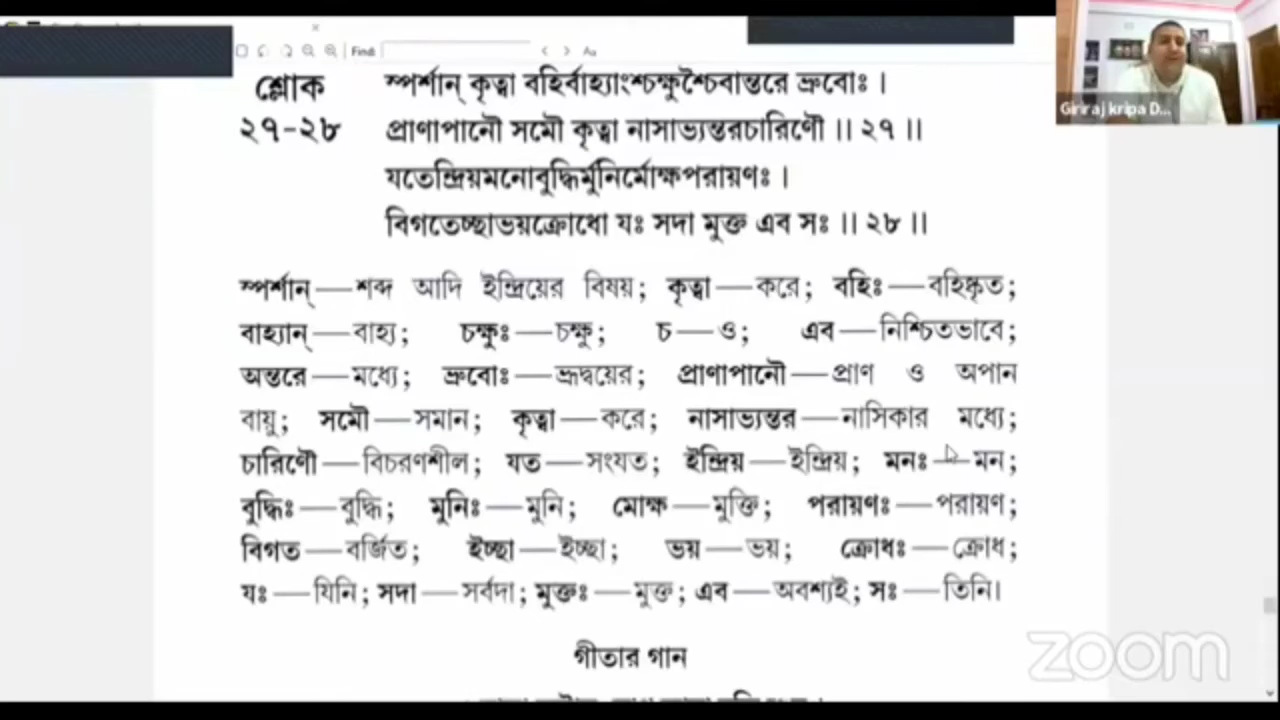 Find:
শ্লোক
২৭-২৮
স্পর্শান্ কৃত্বা বহির্বাহ্যাংশ্চক্ষুশ্চৈবান্তরে ভ্রুবোঃ ।
প্রাণাপানৌ সমৌ কৃত্বা নাসাভ্যন্তরচারিণৌ ॥ ২৭ ॥
যতেন্দ্রিয়মনোবুদ্ধির্মুনির্মোক্ষপরায়ণঃ ।
বিগতেচ্ছাভয়ক্রোধো যঃ সদা মুক্ত এব সঃ ॥ ২৮ ॥
স্পর্শান্—শব্দ আদি ইন্দ্রিয়ের বিষয়; কৃত্বা—করে; বহিঃ—বহিষ্কৃত;
বাহ্যান্—বাহ্য; চক্ষুঃ—চক্ষু; চ—ও; এব—নিশ্চিতভাবে;
অন্তরে—মধ্যে; ভ্রুবোঃ—ভ্রূদ্বয়ের; প্রাণাপানৌ—প্রাণ ও অপান
বায়ু; সমৌ—সমান; কৃত্বা—করে; নাসাভ্যন্তর—নাসিকার মধ্যে;
চারিণৌ—বিচরণশীল; যত—সংযত; ইন্দ্রিয়—ইন্দ্রিয়; মনঃ—মন;
বুদ্ধিঃ—বুদ্ধি; মুনিঃ—মুনি; মোক্ষ—মুক্তি; পরায়ণঃ—পরায়ণ;
বিগত—বর্জিত; ইচ্ছা—ইচ্ছা; ভয়—ভয়; ক্রোধঃ—ক্রোধ;
যঃ—যিনি; সদা—সর্বদা; মুক্তঃ—মুক্ত; এব—অবশ্যই; সঃ—তিনি।
গীতার গান
Giriraj kripa D...
zoom